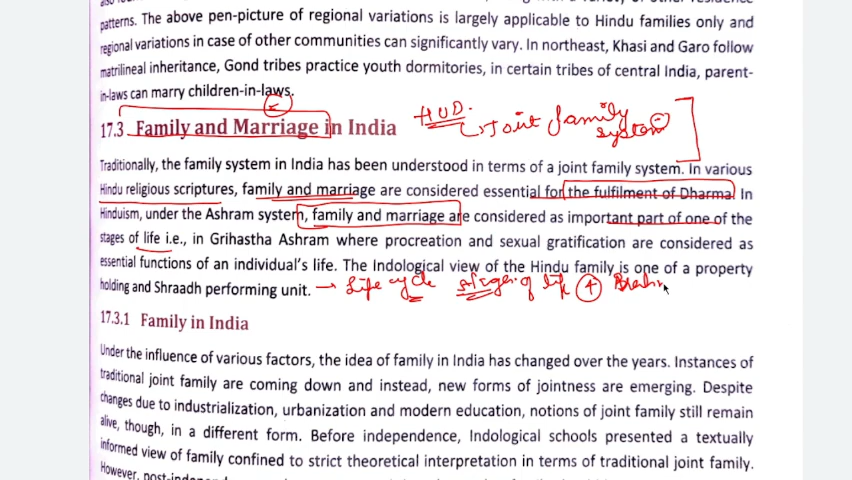 patterns. The above pen-picture of regional variations is largely applicable to Hindu families only and
regional variations in case of other communities can significantly vary. In northeast, Khasi and Garo follow
matrilineal inheritance, Gond tribes practice youth dormitories, in certain tribes of central India, parent-
in-laws can marry children-in-laws.
17.3 Family and Marriage in India
Joint family
system
Traditionally, the family system in India has been understood in terms of a joint family system. In various
Hindu religious scriptures, family and marriage are considered essential for the fulfilment of Dharma. In
Hinduism, under the Ashram system, family and marriage are considered as important part of one of the
stages of life i.e., in Grihastha Ashram where procreation and sexual gratification are considered as
essential functions of an individual's life. The Indological view of the Hindu family is one of a property
holding and Shraadh performing unit. → Life cycle stages of life 4
17.3.1 Family in India
Under the influence of various factors, the idea of family in India has changed over the years. Instances of
traditional joint family are coming down and instead, new forms of jointness are emerging. Despite
changes due to industrialization, urbanization and modern education, notions of joint family still remain
alive, though, in a different form. Before independence, Indological schools presented a textually
informed view of family confined to strict theoretical interpretation in terms of traditional joint family.